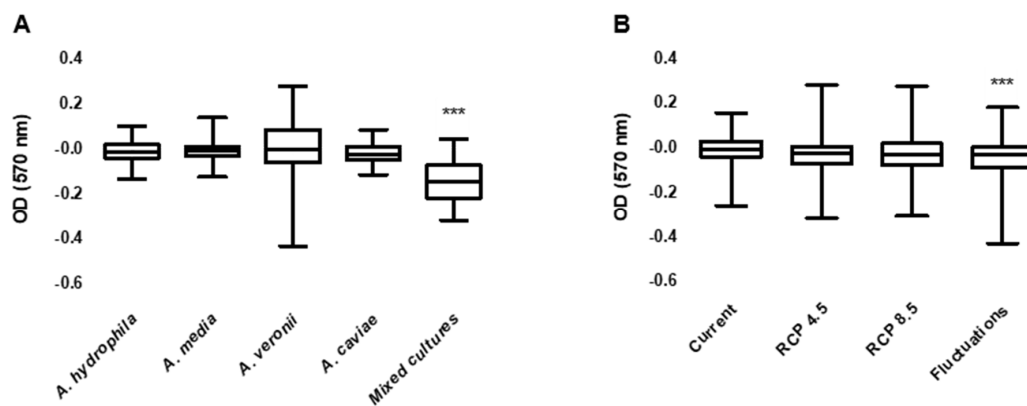 A
OD (570 nm)
0.4
0.2
-0.0
-0.2
-0.4
-0.6
***
A. hydrophila
A. media
A. veronii
A. caviae
Mixed cultures
B
OD (570 nm)
0.4
0.2
-0.0
-0.2
-0.4
-0.6
***
Current
RCP 4.5
RCP 8.5
Fluctuations